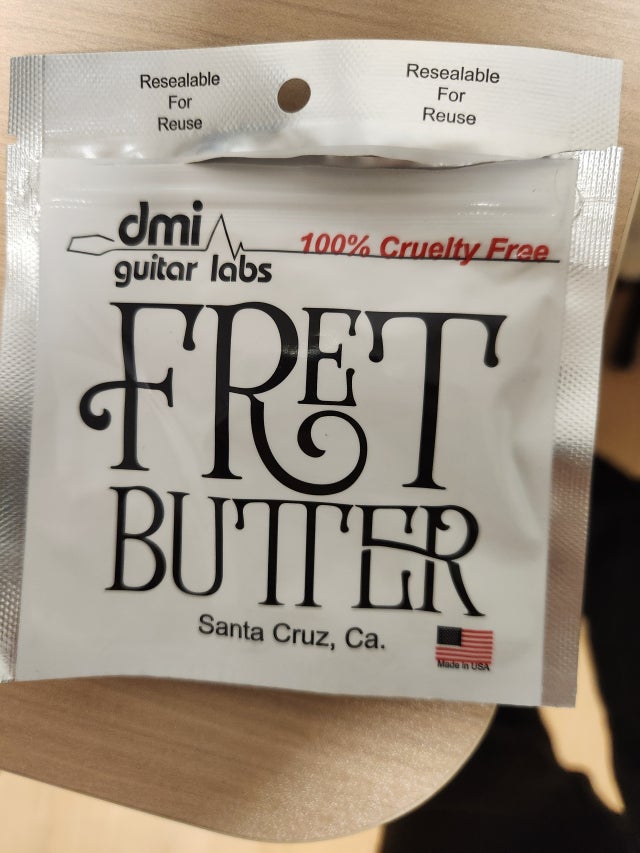 Resealable
For
Reuse
Resealable
For
Reuse
dmi
guitar labs
100% Cruelty Free
FRET
BUTTER
Santa Cruz, Ca.
Made In USA